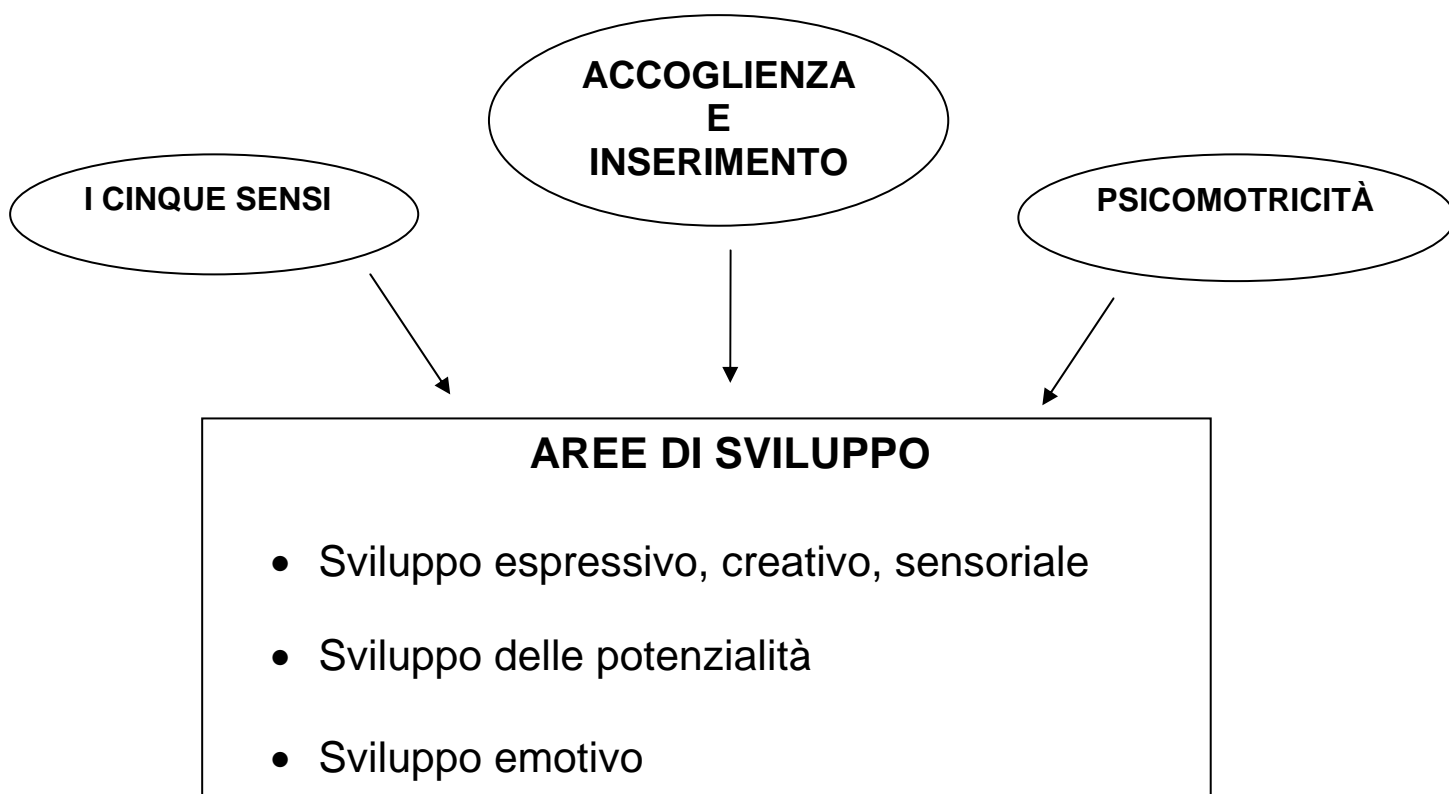 ACCOGLIENZA
E
INSERIMENTO
I CINQUE SENSI
PSICOMOTRICITÀ
AREE DI SVILUPPO
• Sviluppo espressivo, creativo, sensoriale
• Sviluppo delle potenzialità
• Sviluppo emotivo